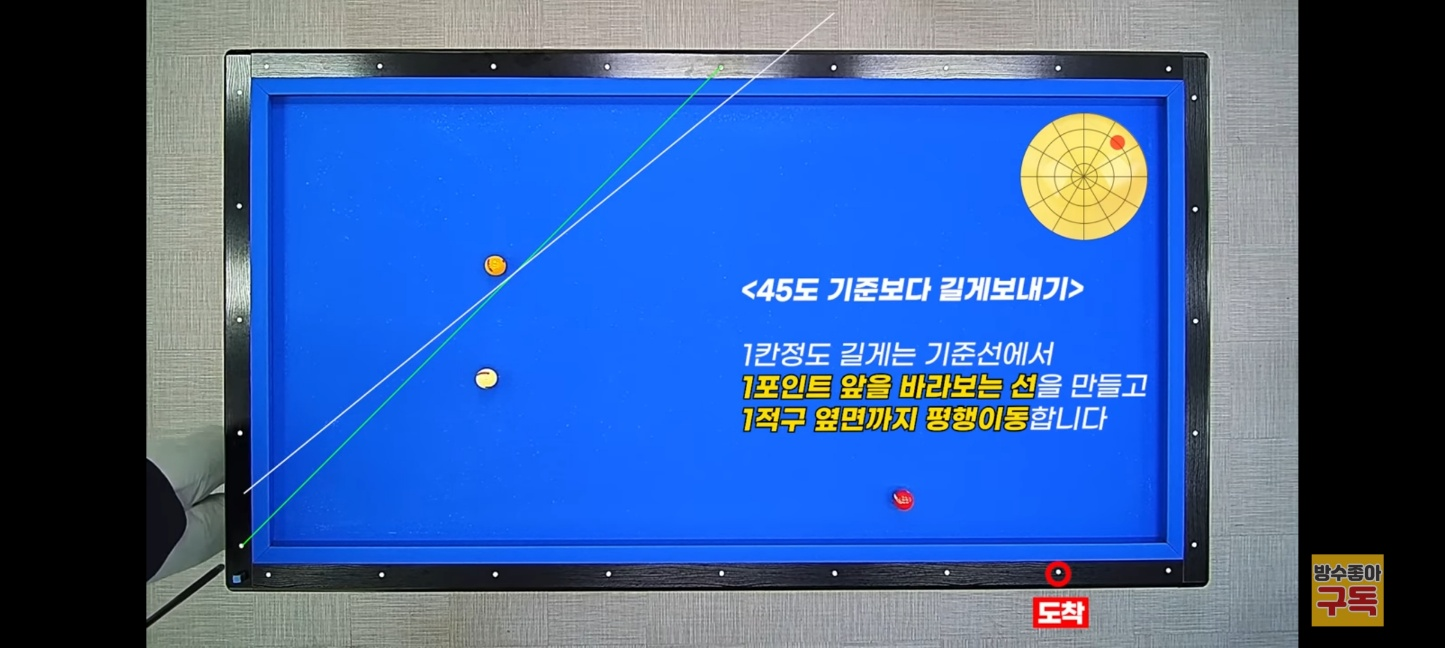 <45도 기준보다 길게보내기>
1칸정도 길게는 기준선에서
1포인트 앞을 바라보는 선을 만들고
1적구 옆면까지 평행이동합니다
도착
방수좋아
구독